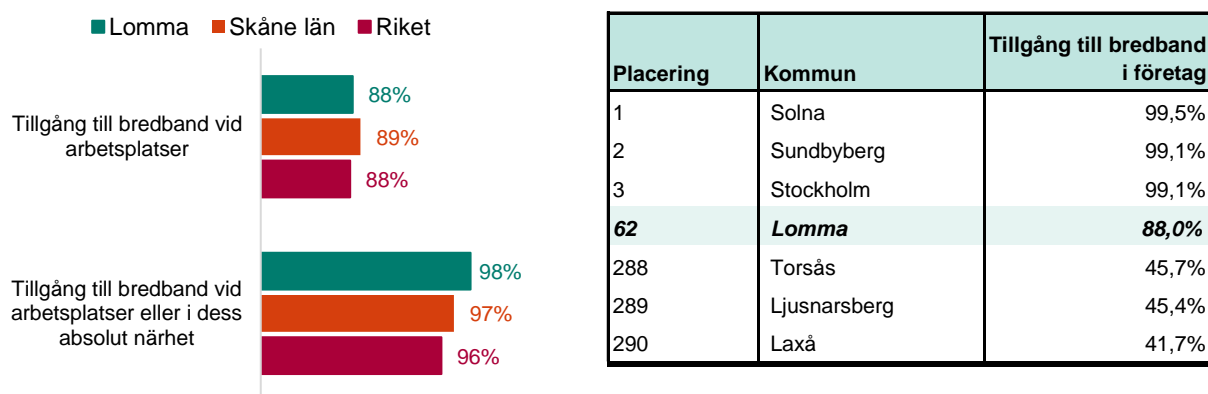 Lomma Skåne län Riket
Tillgång till bredband vid
arbetsplatser
88%
89%
88%
Tillgång till bredband vid
arbetsplatser eller i dess
absolut närhet
98%
97%
96%
Placering Kommun Tillgång till bredband
i företag
1 Solna 99,5%
2 Sundbyberg 99,1%
3 Stockholm 99,1%
62 Lomma 88,0%
288 Torsås 45,7%
289 Ljusnarsberg 45,4%
290 Laxå 41,7%